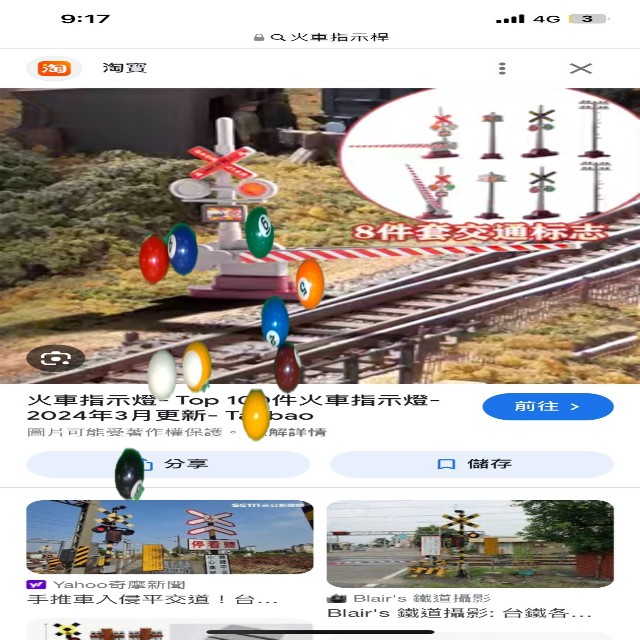 9:17
4G
3
火車指示桿
淘
淘寶
8件套交通标志
6
5
2
火車指示燈- Top 10件火車指示燈-
2024年3月更新- Ta bao
圖片可能受著作權保護。 解詳情
前往 >
分享
儲存
停看聽
Yahoo奇摩新聞
手推車入侵平交道！台...
Blair's 鐵道攝影
Blair's 鐵道攝影: 台鐵各...